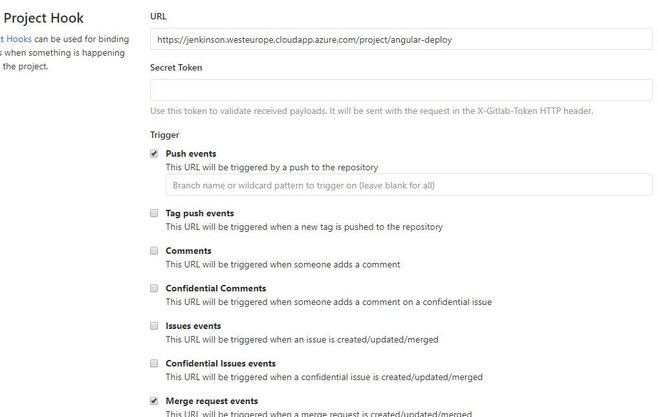 Project Hook
ct Hooks can be used for binding
s when something is happening
the project.
URL
https://jenkinson.westeurope.cloudapp.azure.com/project/angular-deploy
Secret Token
Use this token to validate received payloads. It will be sent with the request in the X-Gitlab-Token HTTP header.
Trigger
Push events
This URL will be triggered by a push to the repository
Branch name or wildcard pattern to trigger on (leave blank for all)
Tag push events
This URL will be triggered when a new tag is pushed to the repository
Comments
This URL will be triggered when someone adds a comment
Confidential Comments
This URL will be triggered when someone adds a comment on a confidential issue
Issues events
This URL will be triggered when an issue is created/updated/merged
Confidential Issues events
This URL will be triggered when a confidential issue is created/updated/merged
Merge request events
This URL will be triggered when a merge request is created/updated/merged